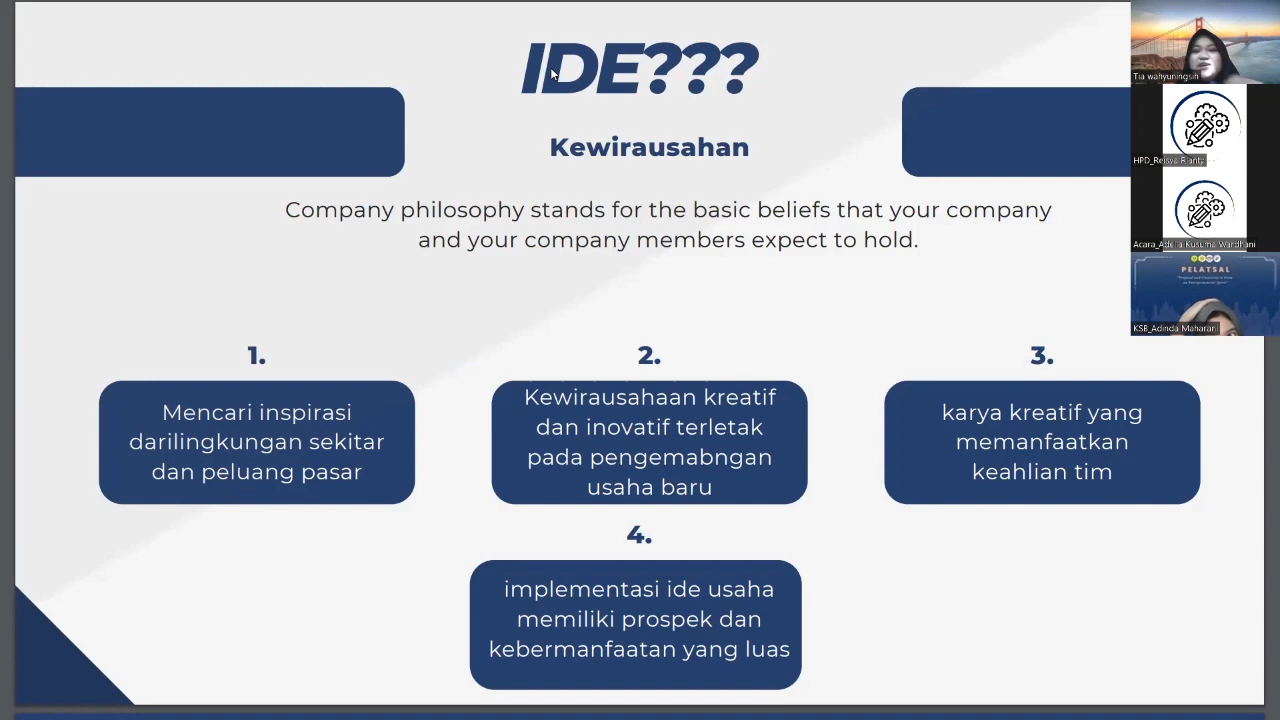 IDE???
Kewirausahan
Company philosophy stands for the basic beliefs that your company
and your company members expect to hold.
1.
Mencari inspirasi
darilingkungan sekitar
dan peluang pasar
2.
Kewirausahaan kreatif
dan inovatif terletak
pada pengemabngan
usaha baru
3.
karya kreatif yang
memanfaatkan
keahlian tim
4.
implementasi ide usaha
memiliki prospek dan
kebermanfaatan yang luas
Tia wahyuningsih
HPD_Reisya Rianty
Acara_Adelia Kusuma Wardhani
PELATSAL
KSB_Adinda Maharani